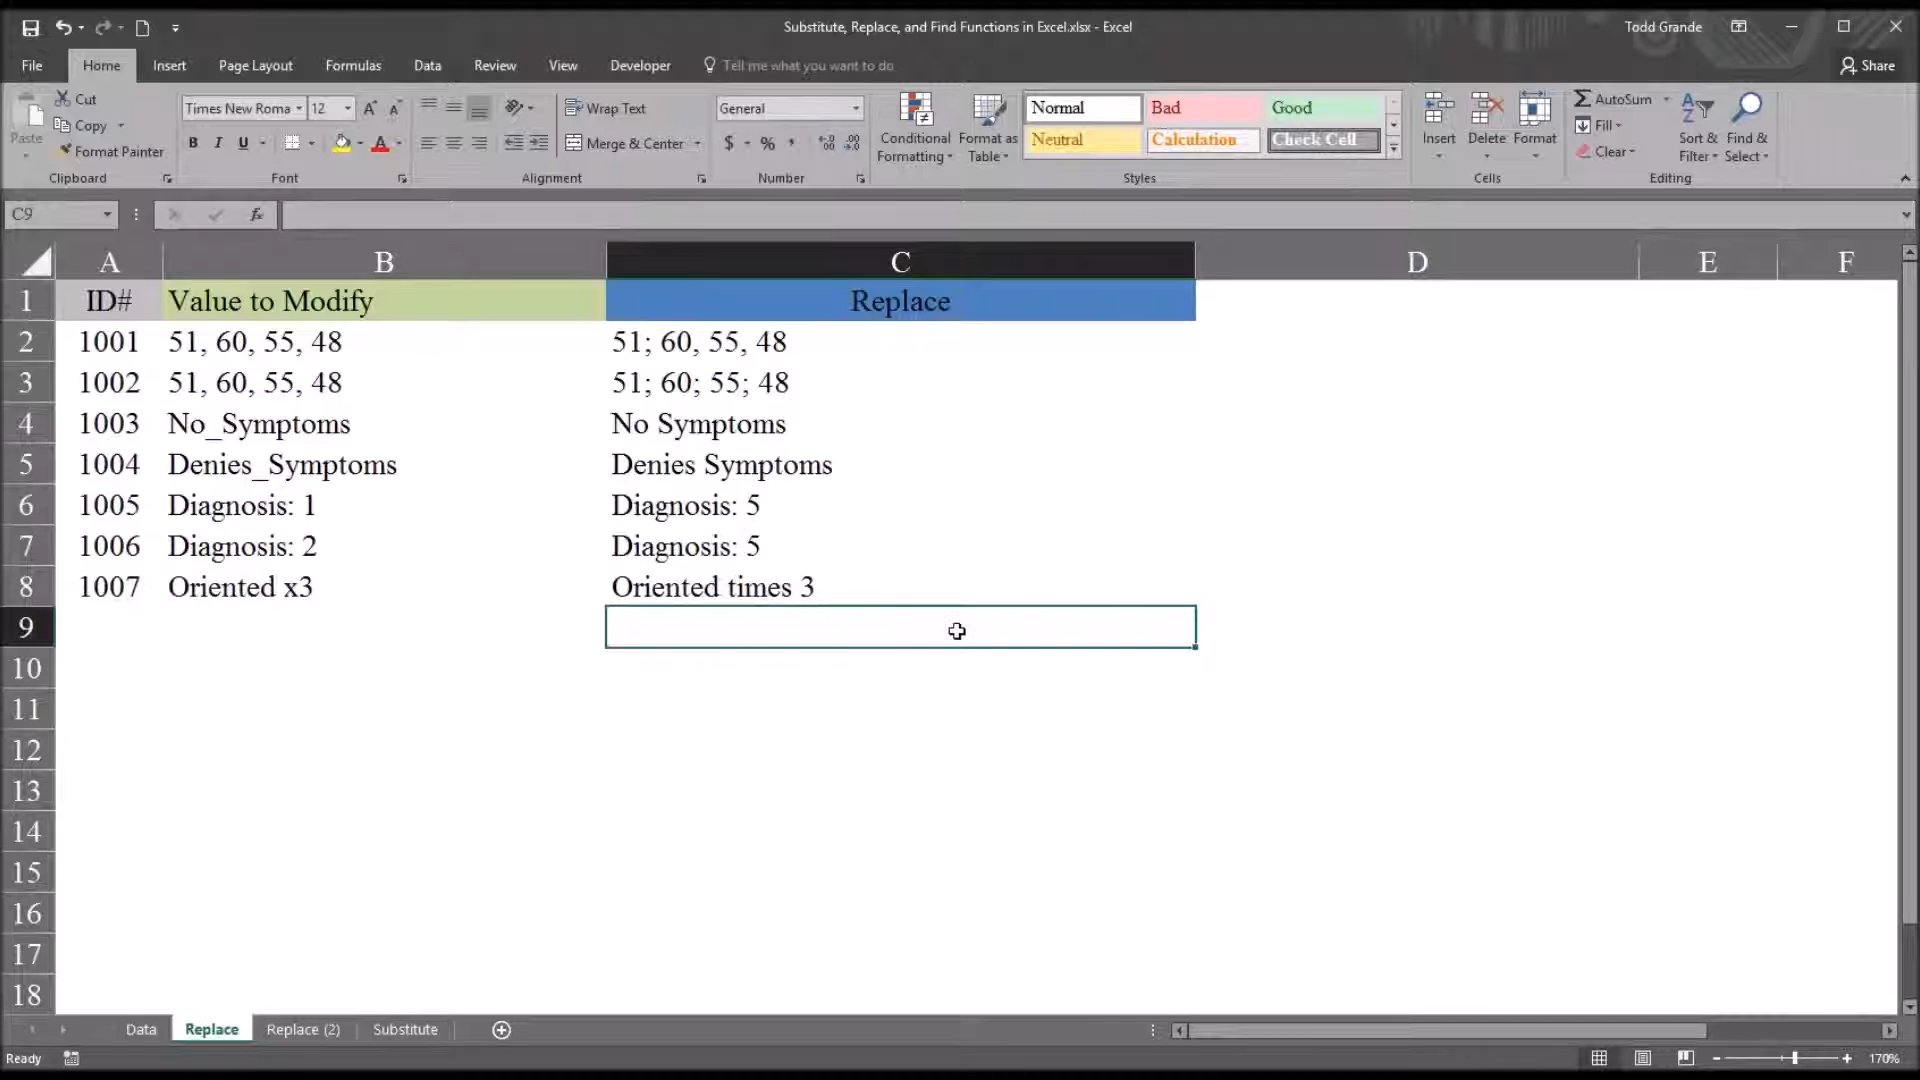 Substitute, Replace, and Find Functions in Excel.xlsx - Excel
Todd Grande
File Home Insert Page Layout Formulas Data Review View Developer Tell me what you want to do Share
Paste
Cut
Copy
Format Painter
Clipboard
Times New Roma 12
B I U
Font
Wrap Text
Merge & Center
Alignment
General
$ % ,
Number
Conditional Formatting
Format as Table
Normal Bad Good
Neutral Calculation Check Cell
Styles
Insert Delete Format
Cells
AutoSum
Fill
Clear
Sort & Filter
Find & Select
Editing
C9 fx
A B C D E F
1 ID# Value to Modify Replace
2 1001 51, 60, 55, 48 51; 60, 55, 48
3 1002 51, 60, 55, 48 51; 60; 55; 48
4 1003 No_Symptoms No Symptoms
5 1004 Denies_Symptoms Denies Symptoms
6 1005 Diagnosis: 1 Diagnosis: 5
7 1006 Diagnosis: 2 Diagnosis: 5
8 1007 Oriented x3 Oriented times 3
9
10
11
12
13
14
15
16
17
18
Data Replace Replace (2) Substitute
Ready 170%